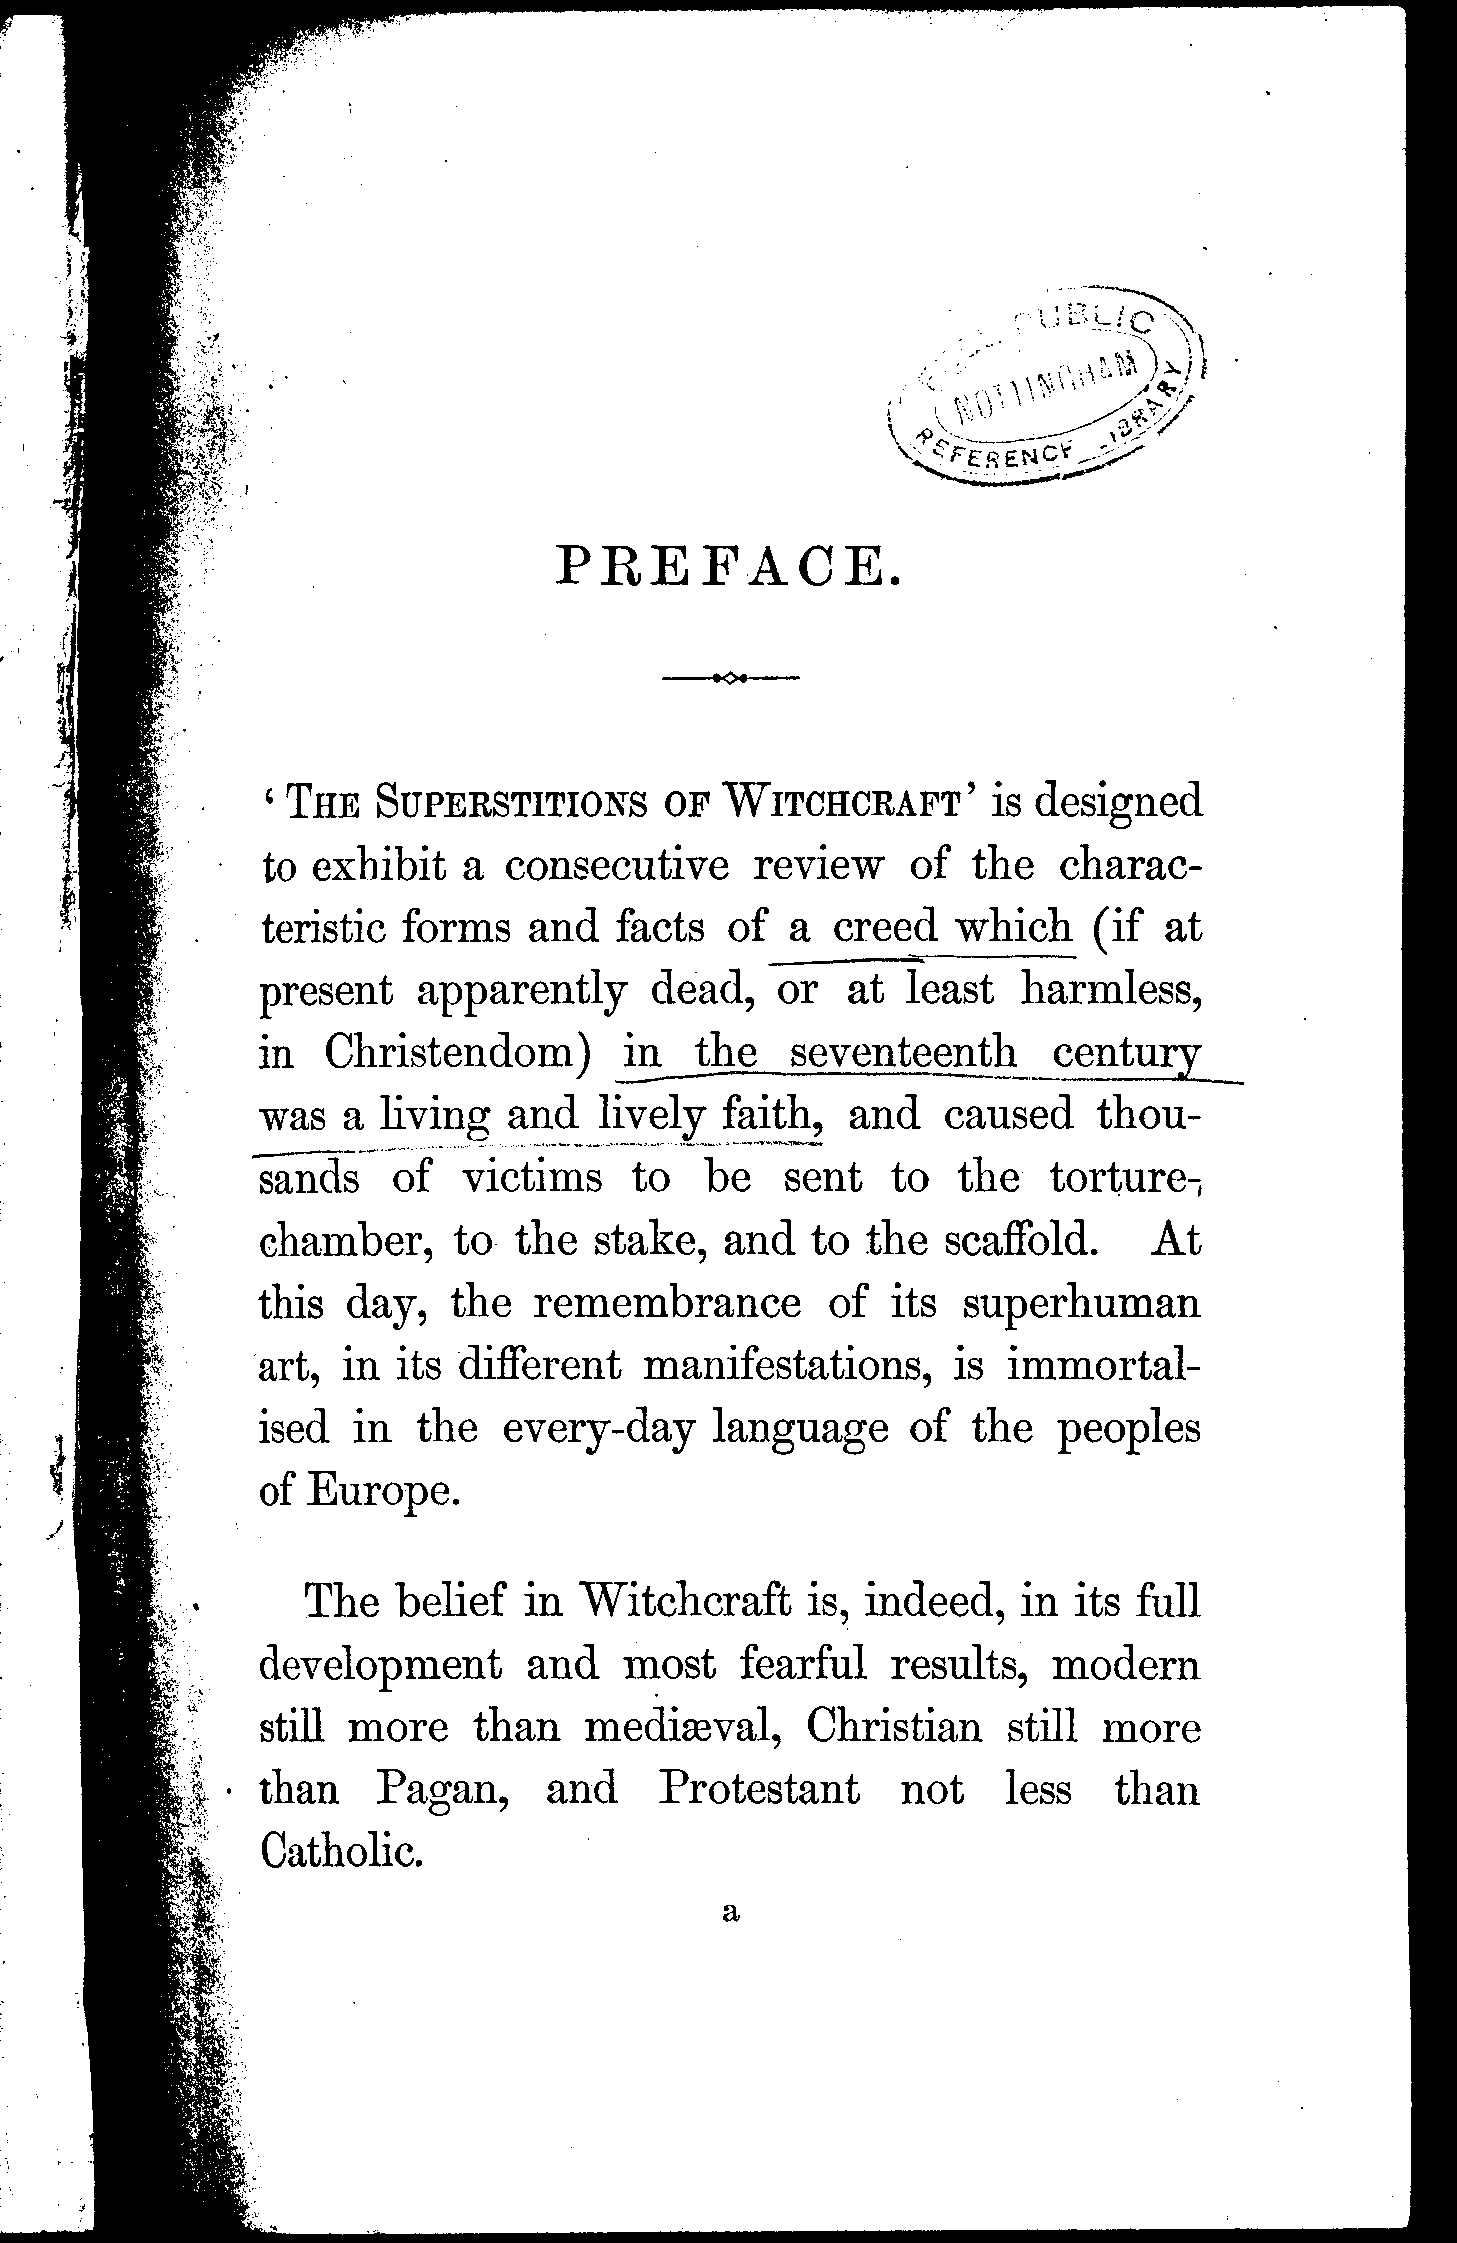 PUBLIC
NOTTINGHAM
REFERENCE LIBRARY
PREFACE.
‘ THE SUPERSTITIONS OF WITCHCRAFT’ is designed
to exhibit a consecutive review of the charac-
teristic forms and facts of a creed which (if at
present apparently dead, or at least harmless,
in Christendom) in the seventeenth century
was a living and lively faith, and caused thou-
sands of victims to be sent to the torture-
chamber, to the stake, and to the scaffold. At
this day, the remembrance of its superhuman
art, in its different manifestations, is immortal-
ised in the every-day language of the peoples
of Europe.
The belief in Witchcraft is, indeed, in its full
development and most fearful results, modern
still more than mediæval, Christian still more
than Pagan, and Protestant not less than
Catholic.
a